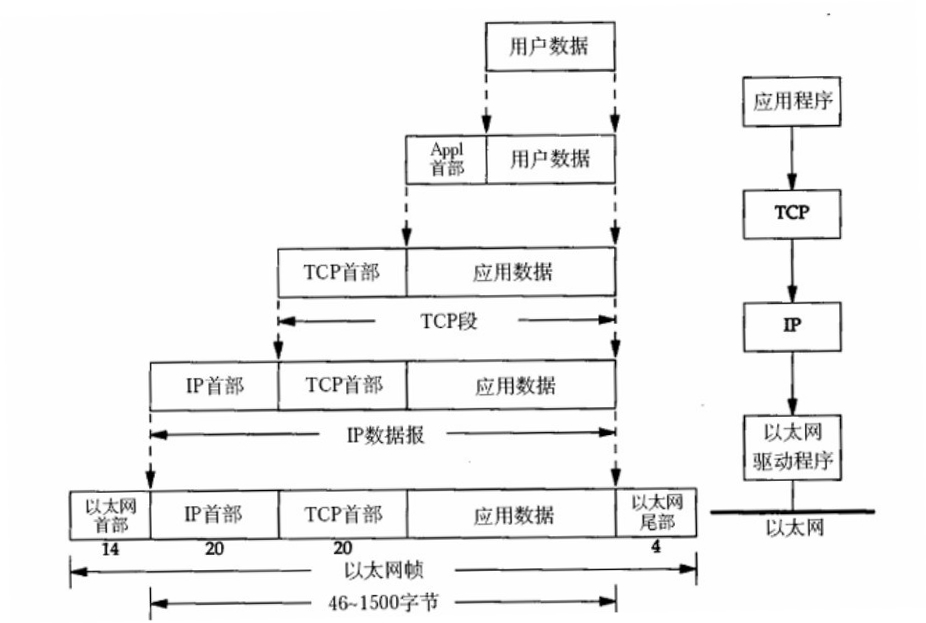 用户数据
应用程序
Appl
首部
用户数据
TCP
TCP首部
应用数据
TCP段
IP
IP首部
TCP首部
应用数据
IP数据报
以太网
驱动程序
以太网
首部
IP首部
TCP首部
应用数据
以太网
尾部
以太网
14
20
20
4
以太网帧
46~1500字节